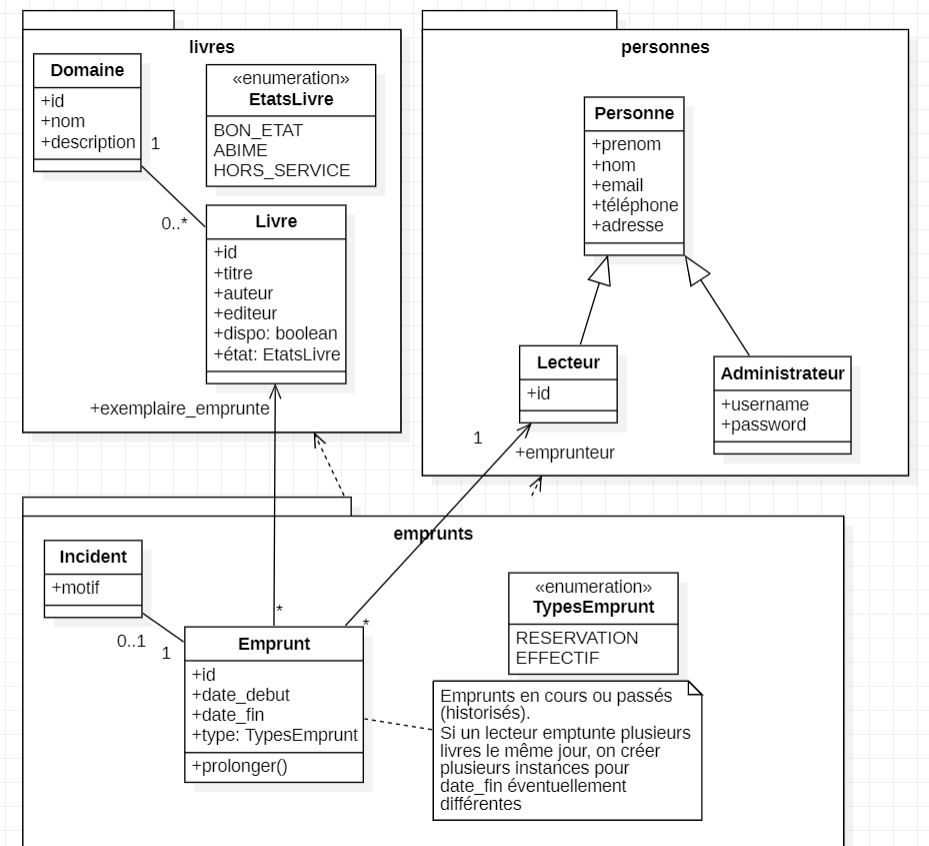 livres
Domaine
+id
+nom
+description
1
0..*
«enumeration»
EtatsLivre
BON_ETAT
ABIME
HORS_SERVICE
Livre
+id
+titre
+auteur
+editeur
+dispo: boolean
+état: EtatsLivre
+exemplaire_emprunte
personnes
Personne
+prenom
+nom
+email
+téléphone
+adresse
Lecteur
+id
Administrateur
+username
+password
1
+emprunteur
emprunts
Incident
+motif
0..1
1
*
*
Emprunt
+id
+date_debut
+date_fin
+type: TypesEmprunt
+prolonger()
«enumeration»
TypesEmprunt
RESERVATION
EFFECTIF
Emprunts en cours ou passés
(historisés).
Si un lecteur emptunte plusieurs
livres le même jour, on créer
plusieurs instances pour
date_fin éventuellement
différentes